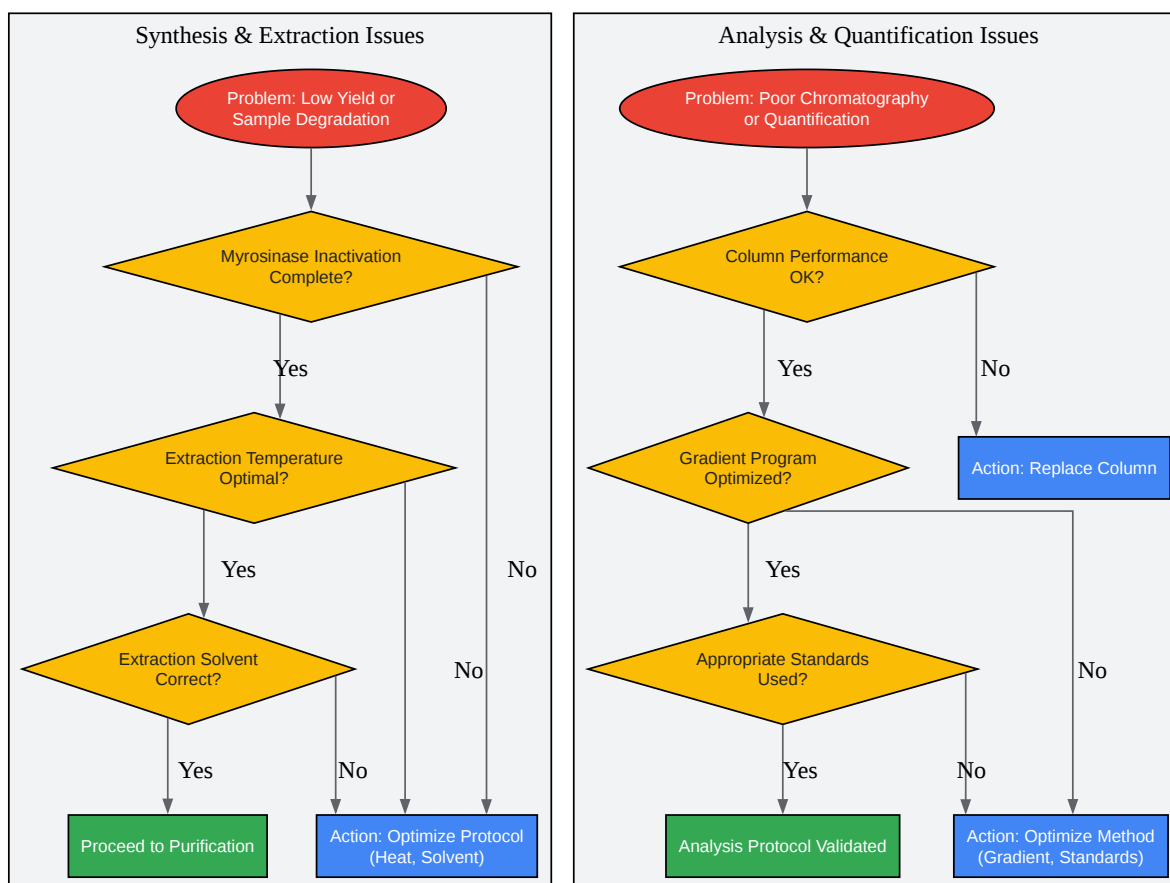 Synthesis & Extraction Issues
Problem: Low Yield or
Sample Degradation
Myrosinase Inactivation
Complete?
Yes
Extraction Temperature
Optimal?
Yes
No
Extraction Solvent
Correct?
No
Yes
No
Proceed to Purification
Action: Optimize Protocol
(Heat, Solvent)
Analysis & Quantification Issues
Problem: Poor Chromatography
or Quantification
Column Performance
OK?
Yes
No
Gradient Program
Optimized?
Action: Replace Column
Yes
Appropriate Standards
Used?
No
Yes
No
Analysis Protocol Validated
Action: Optimize Method
(Gradient, Standards)